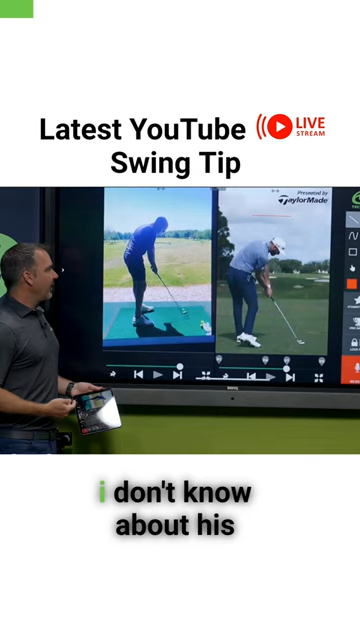 Latest YouTube
LIVE
STREAM
Swing Tip
Presented by
TaylorMade
i don't know
about his